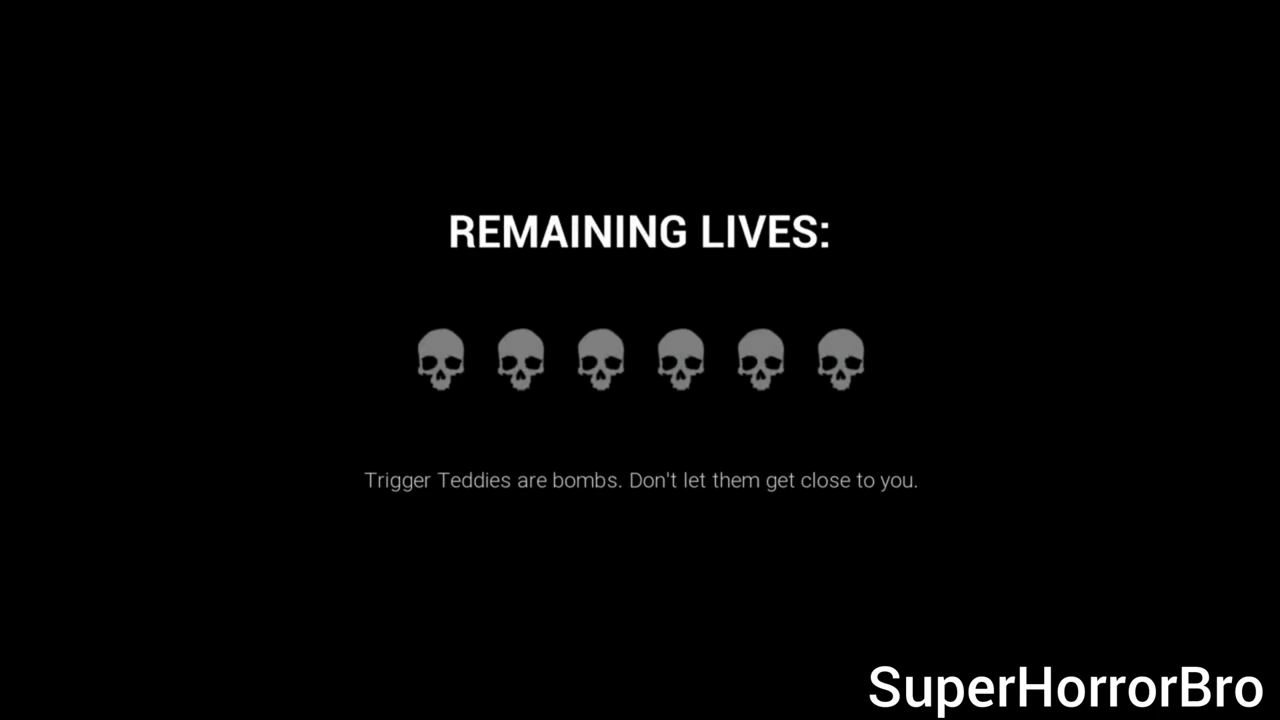 REMAINING LIVES:
Trigger Teddies are bombs. Don't let them get close to you.
SuperHorrorBro